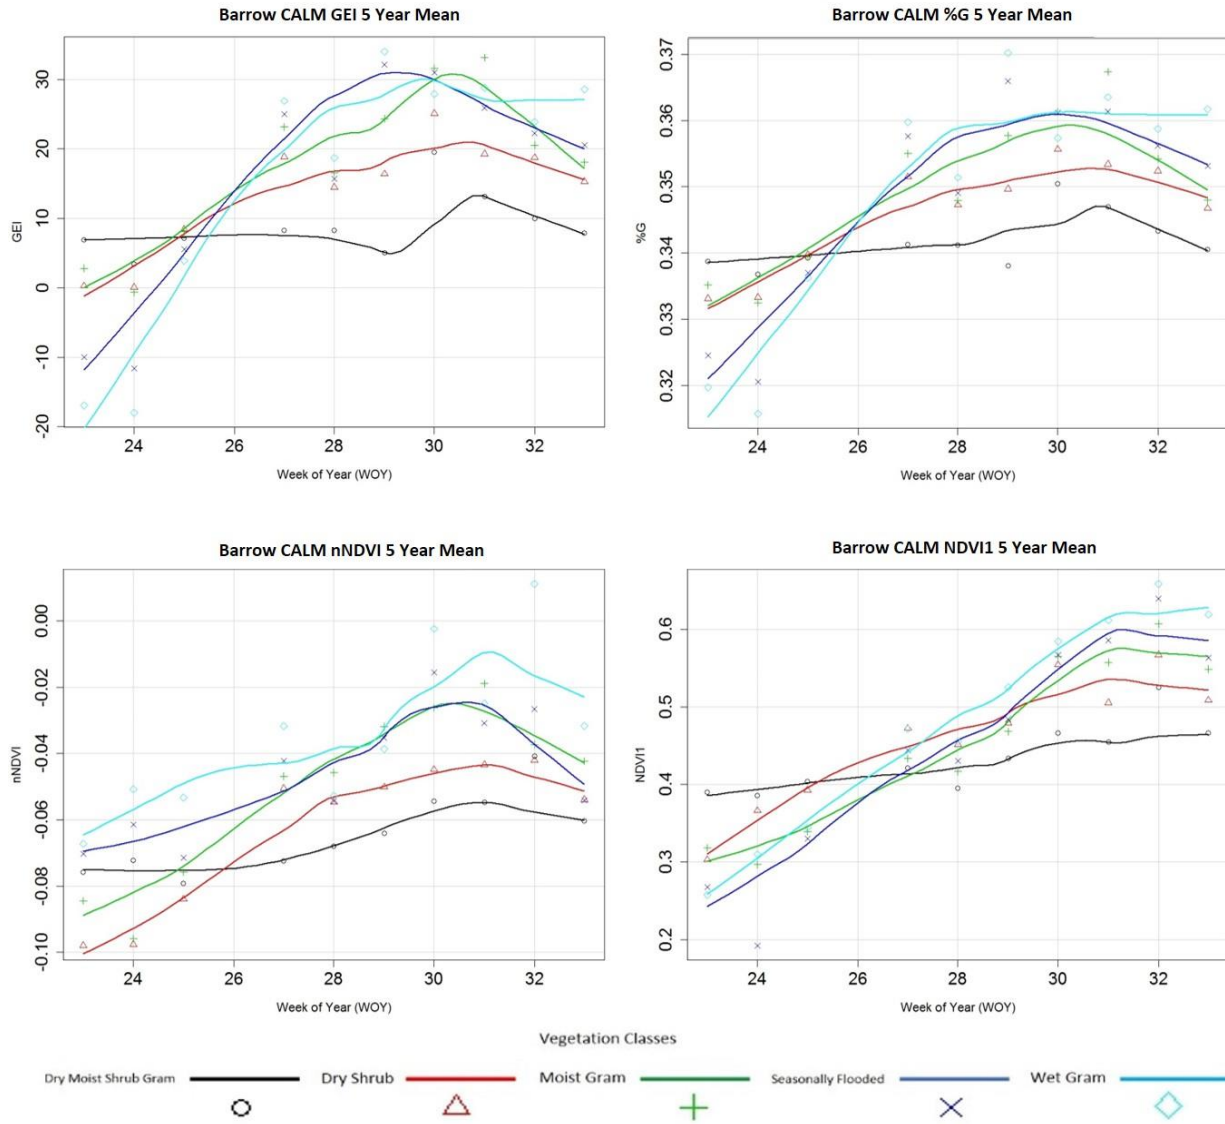 Barrow CALM GEI 5 Year Mean
GEI
30
20
10
0
-10
-20
24 26 28 30 32
Week of Year (WOY)
Barrow CALM %G 5 Year Mean
%G
0.37
0.36
0.35
0.34
0.33
0.32
24 26 28 30 32
Week of Year (WOY)
Barrow CALM nNDVI 5 Year Mean
nNDVI
0.00
-0.02
-0.04
-0.06
-0.08
-0.10
24 26 28 30 32
Week of Year (WOY)
Barrow CALM NDVI1 5 Year Mean
NDVI1
0.6
0.5
0.4
0.3
0.2
24 26 28 30 32
Week of Year (WOY)
Vegetation Classes
Dry Moist Shrub Gram Dry Shrub Moist Gram Seasonally Flooded Wet Gram